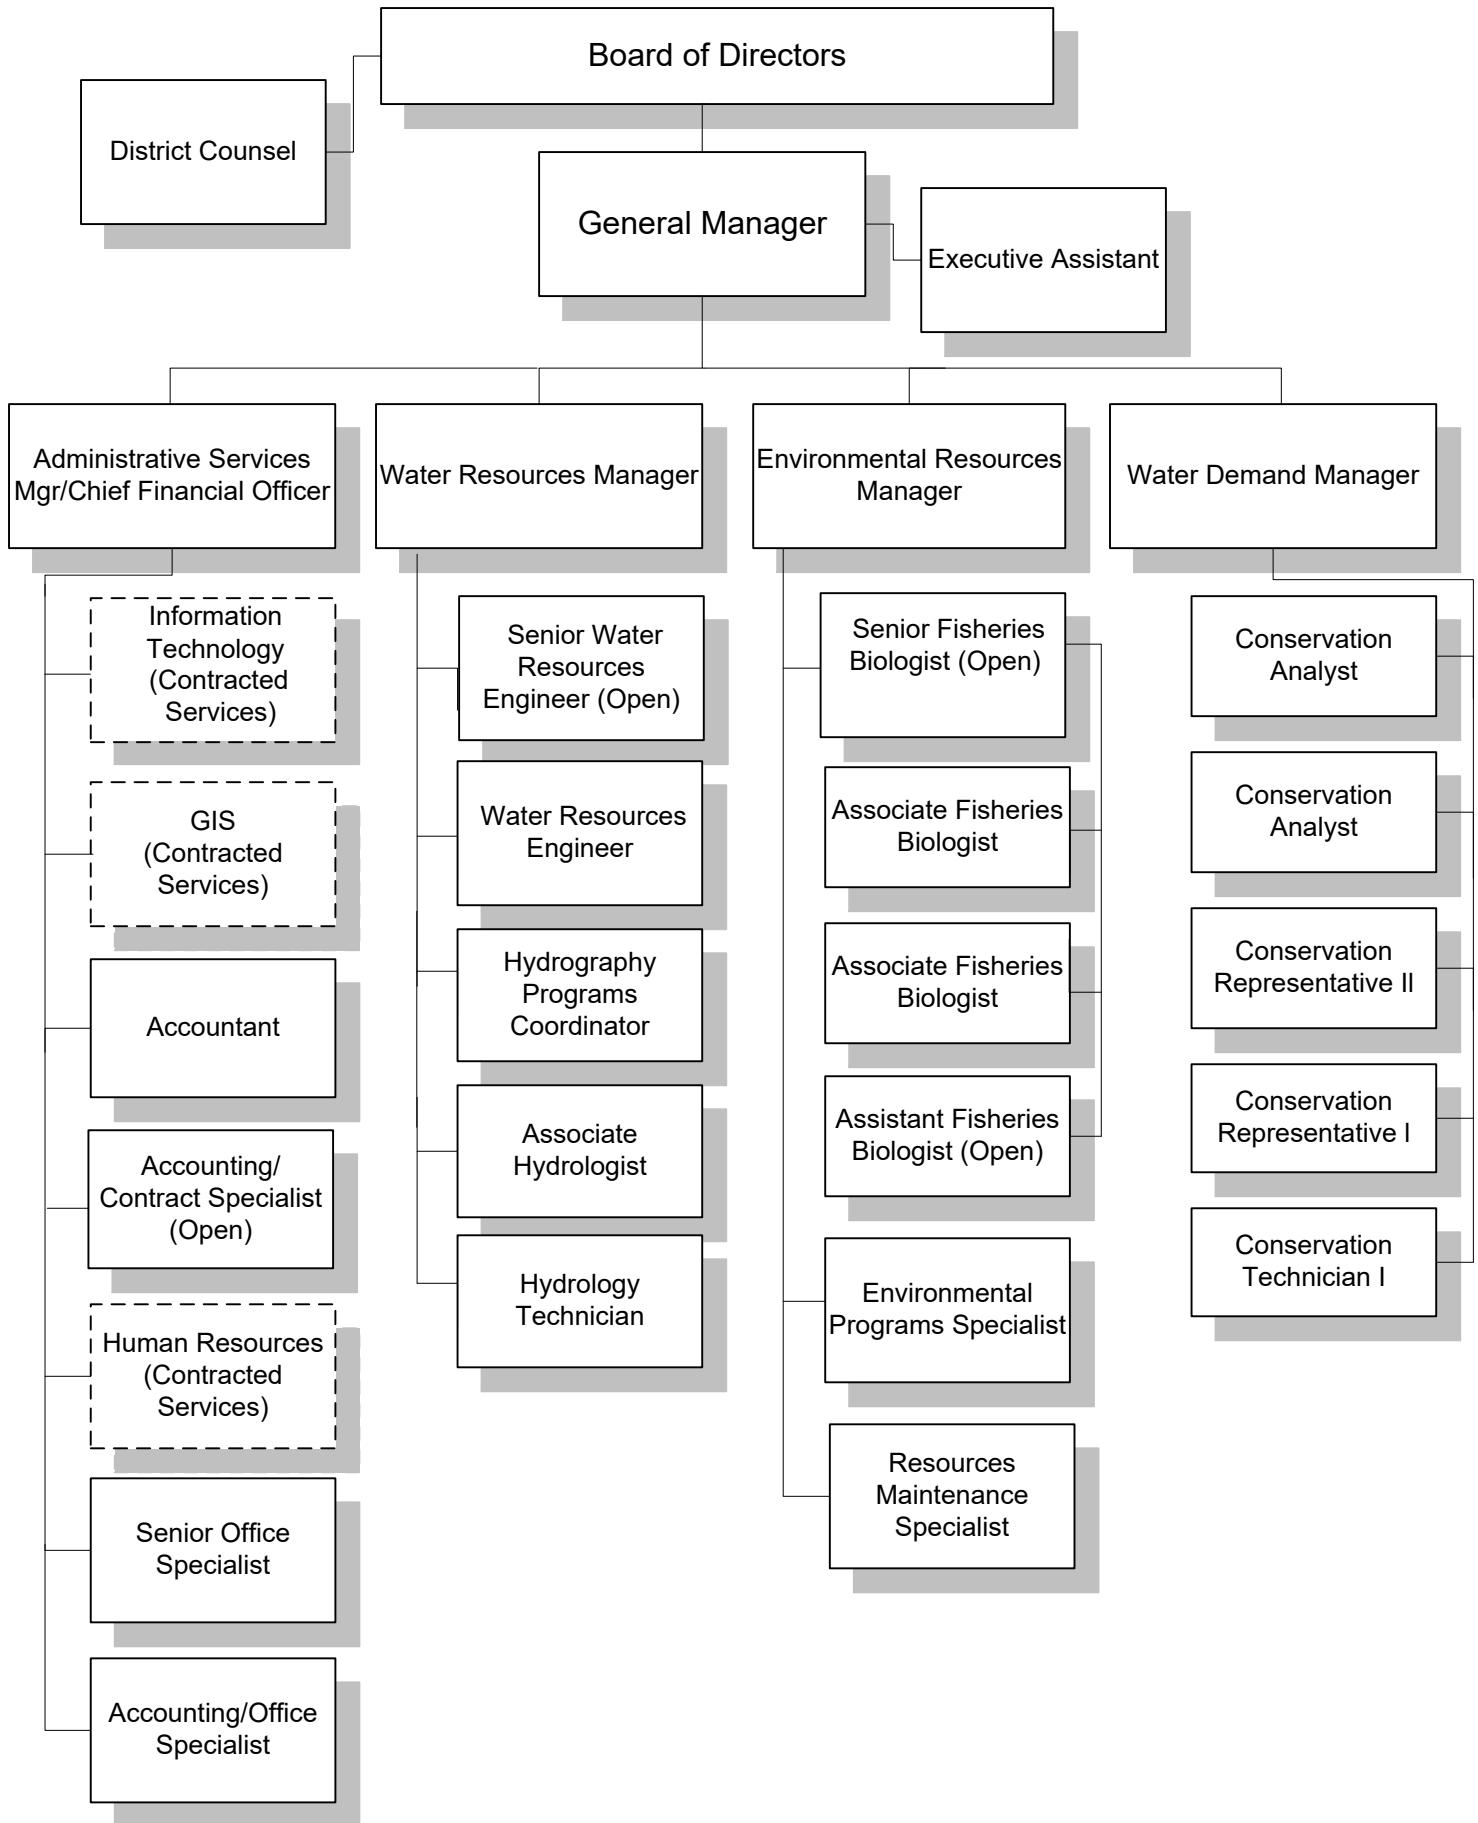 Board of Directors
District Counsel
General Manager
Executive Assistant
Administrative Services
Mgr/Chief Financial Officer
Water Resources Manager
Environmental Resources
Manager
Water Demand Manager
Information
Technology
(Contracted
Services)
GIS
(Contracted
Services)
Accountant
Accounting/
Contract Specialist
(Open)
Human Resources
(Contracted
Services)
Senior Office
Specialist
Accounting/Office
Specialist
Senior Water
Resources
Engineer (Open)
Water Resources
Engineer
Hydrography
Programs
Coordinator
Associate
Hydrologist
Hydrology
Technician
Senior Fisheries
Biologist (Open)
Associate Fisheries
Biologist
Associate Fisheries
Biologist
Assistant Fisheries
Biologist (Open)
Environmental
Programs Specialist
Resources
Maintenance
Specialist
Conservation
Analyst
Conservation
Analyst
Conservation
Representative II
Conservation
Representative I
Conservation
Technician I